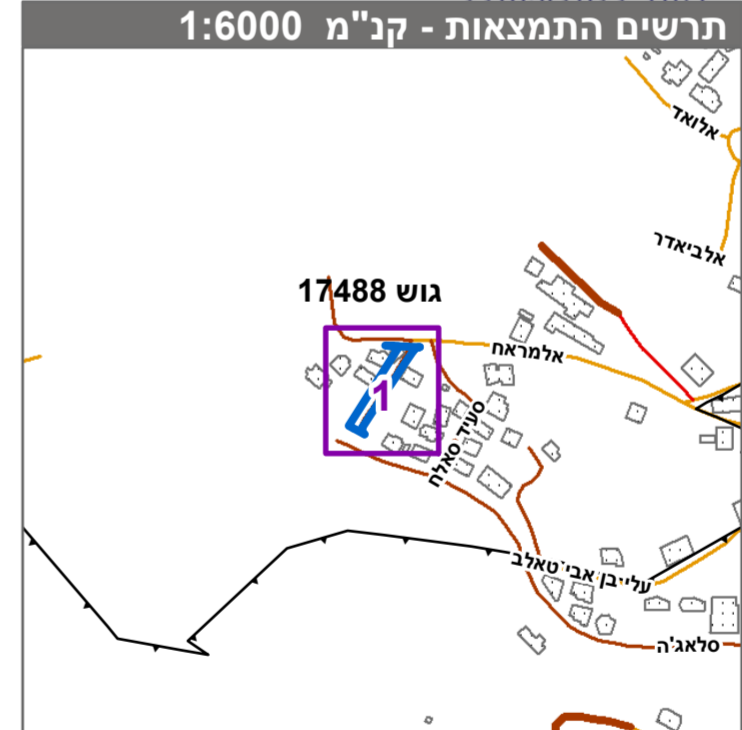 תרשים התמצאות - קנ"מ 1:6000
אלואד
אלביאדר
גוש 17488
אלמראח
1
סעיד סאלח
עלי בן אבי טאלב
סלאג'ה